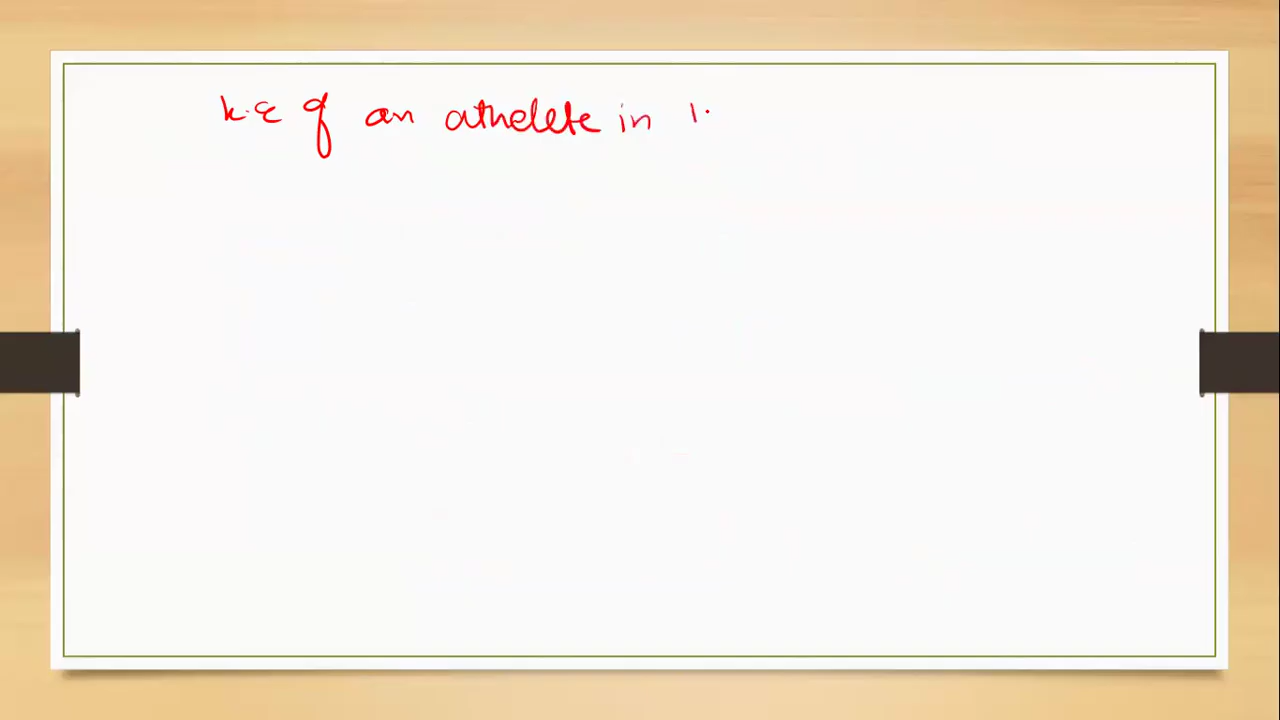 k.ε of an athelete in 1.